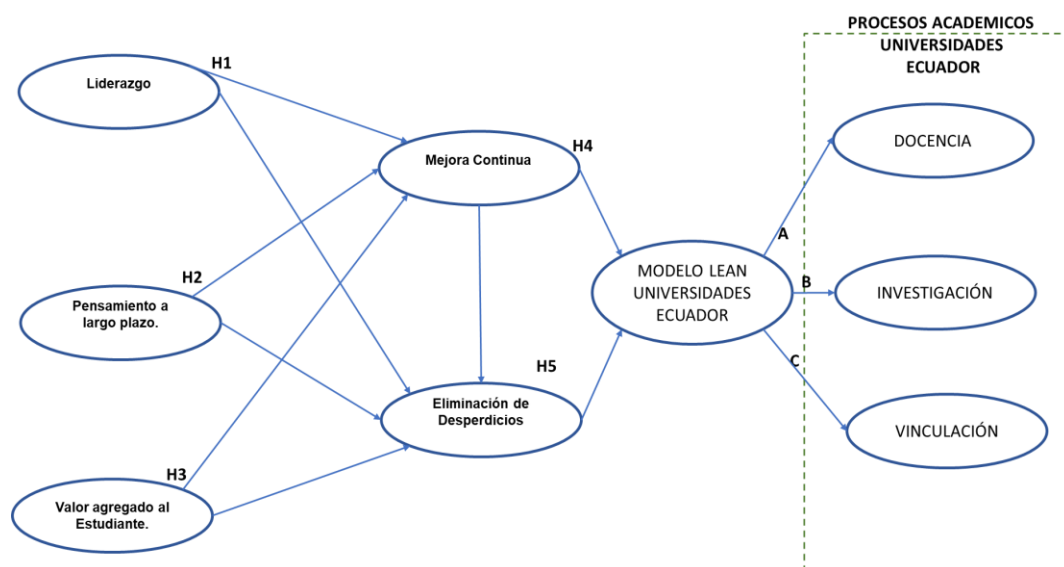 PROCESOS ACADEMICOS
UNIVERSIDADES
ECUADOR
H1
Liderazgo
H4
Mejora Continua
DOCENCIA
A
H2
Pensamiento a
largo plazo.
MODELO LEAN
UNIVERSIDADES
ECUADOR
B
INVESTIGACIÓN
H5
C
Eliminación de
Desperdicios
VINCULACIÓN
H3
Valor agregado al
Estudiante.